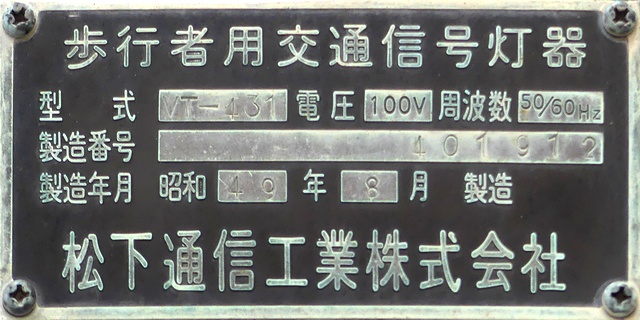 歩行者用交通信号灯器
型式 VT-431 電圧 100V 周波数 50/60Hz
製造番号 401912
製造年月 昭和 49 年 8 月 製造
松下通信工業株式会社